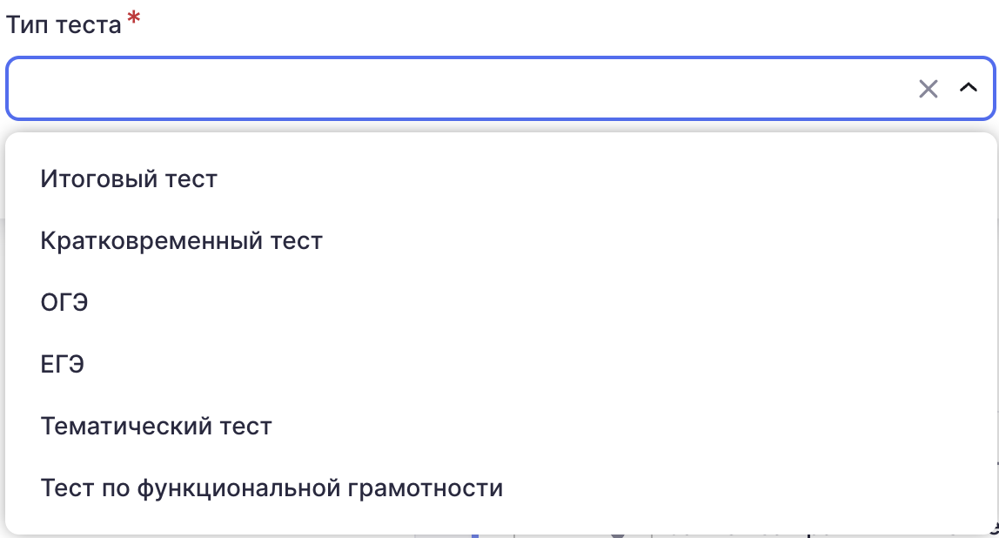 Тип теста *
Итоговый тест
Кратковременный тест
ОГЭ
ЕГЭ
Тематический тест
Тест по функциональной грамотности